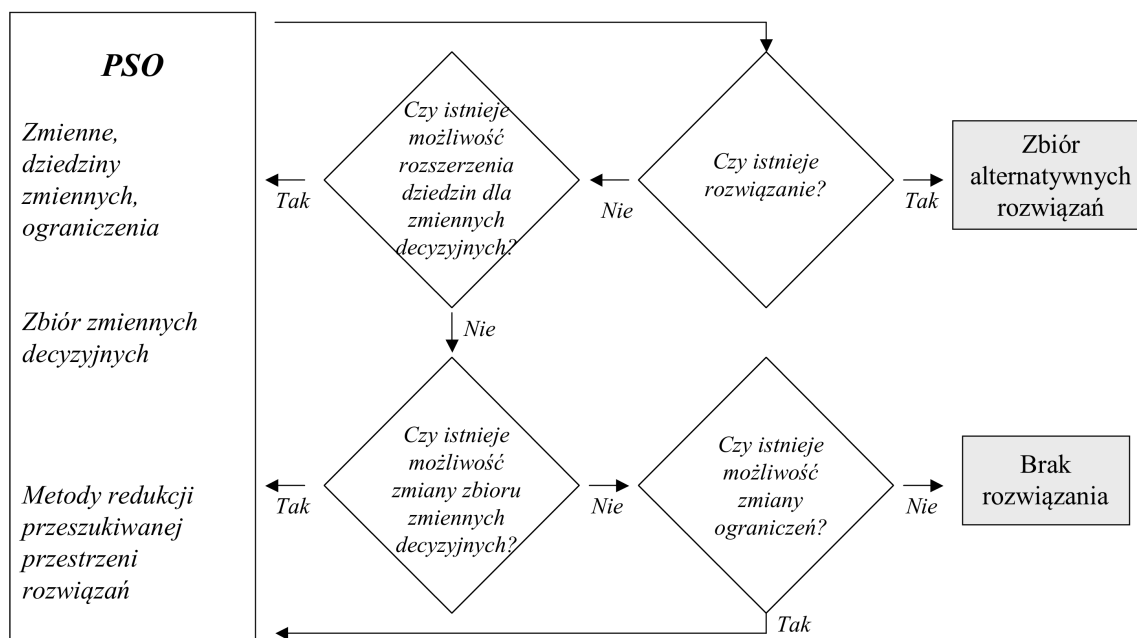 PSO
Zmienne,
dziedziny
zmiennych,
ograniczenia
Zbiór zmiennych
decyzyjnych
Metody redukcji
przeszukiwanej
przestrzeni
rozwiązań
Czy istnieje
możliwość
rozszerzenia
dziedzin dla
zmiennych
decyzyjnych?
Tak
Nie
Czy istnieje
rozwiązanie?
Nie
Tak
Zbiór
alternatywnych
rozwiązań
Czy istnieje
możliwość
zmiany zbioru
zmiennych
decyzyjnych?
Tak
Nie
Czy istnieje
możliwość
zmiany
ograniczeń?
Nie
Tak
Brak
rozwiązania